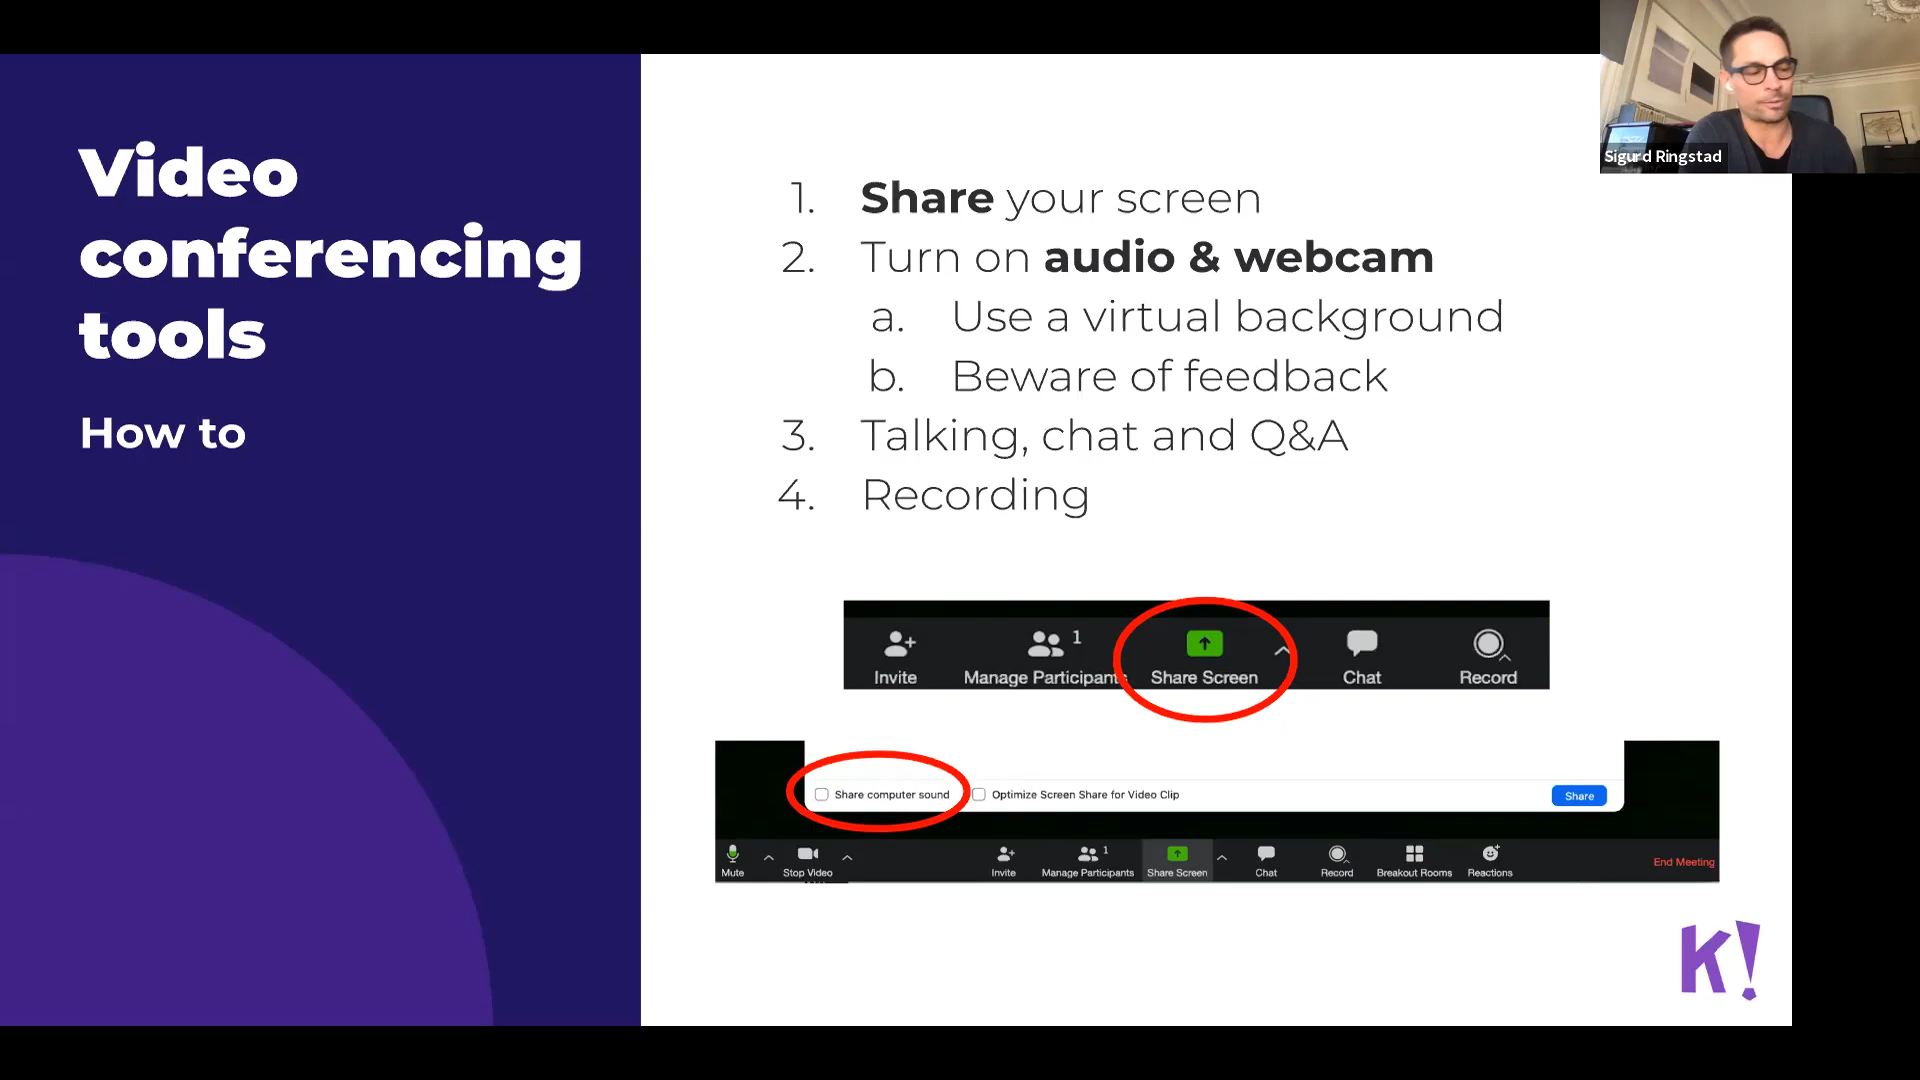 Video
conferencing
tools
How to
Sigurd Ringstad
1. Share your screen
2. Turn on audio & webcam
a. Use a virtual background
b. Beware of feedback
3. Talking, chat and Q&A
4. Recording
1
Invite Manage Participants Share Screen Chat Record
Share computer sound Optimize Screen Share for Video Clip Share
1
Mute Stop Video Invite Manage Participants Share Screen Chat Record Breakout Rooms Reactions End Meeting
K!